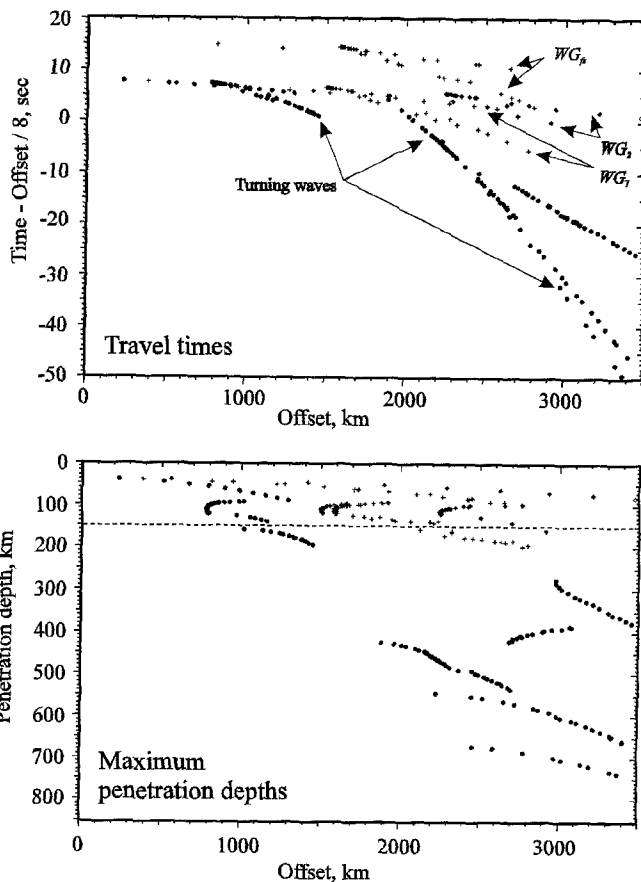 20
10
0
-10
-20
-30
-40
-50
Time - Offset / 8, sec
WG_fs
WG_2
WG_1
Turning waves
Travel times
0 1000 2000 3000
Offset, km
0
100
200
300
400
500
600
700
800
Penetration depth, km
Maximum
penetration depths
0 1000 2000 3000
Offset, km